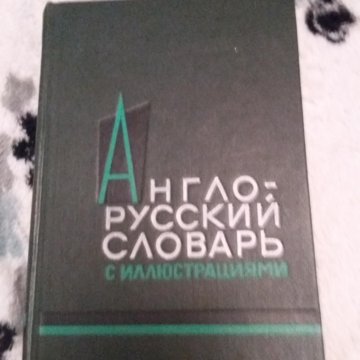 Англо-
русский
словарь
с иллюстрациями